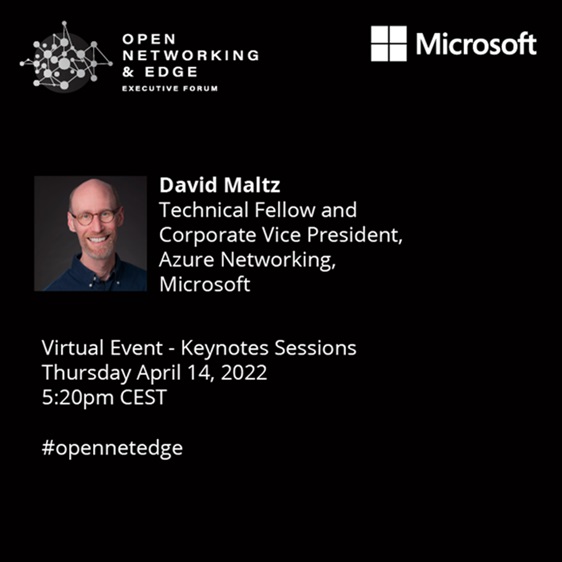 OPEN
NETWORKING
& EDGE
EXECUTIVE FORUM
Microsoft
David Maltz
Technical Fellow and
Corporate Vice President,
Azure Networking,
Microsoft
Virtual Event - Keynotes Sessions
Thursday April 14, 2022
5:20pm CEST
#opennetedge